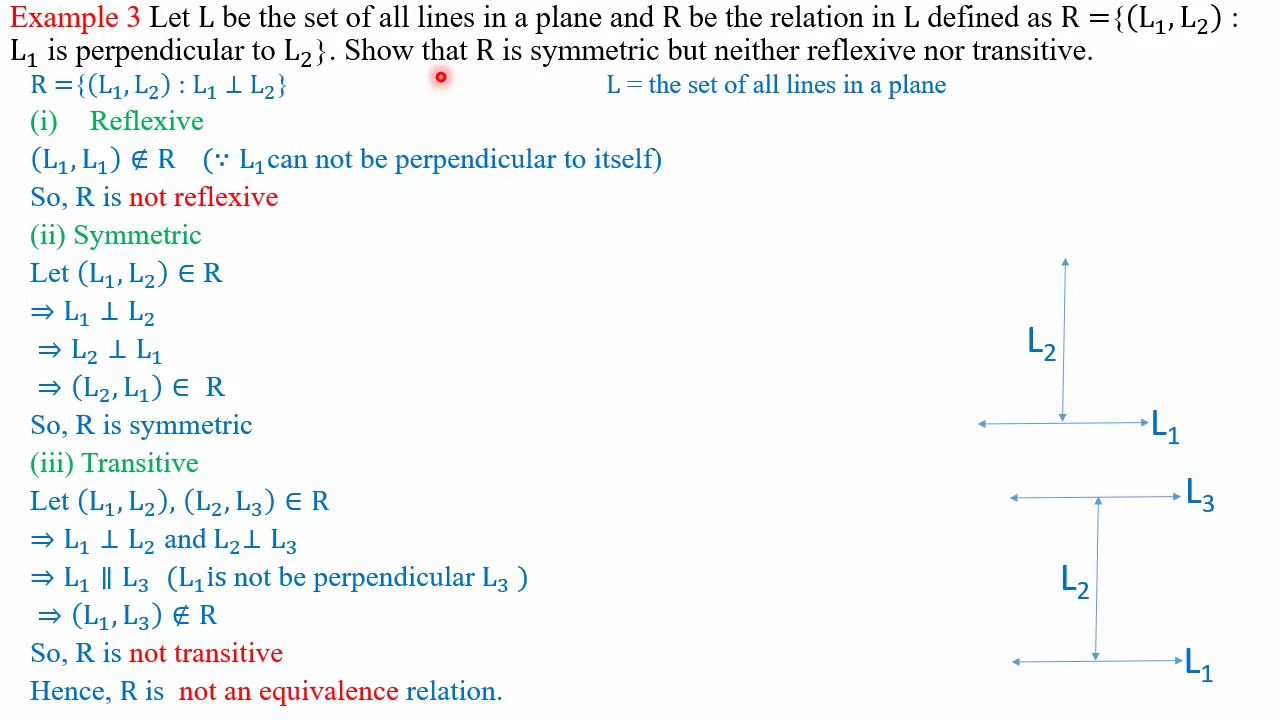 Example 3 Let L be the set of all lines in a plane and R be the relation in L defined as R ={(L₁, L₂) :
L₁ is perpendicular to L₂}. Show that R is symmetric but neither reflexive nor transitive.
R ={(L₁, L₂) : L₁ ⊥ L₂} L = the set of all lines in a plane
(i) Reflexive
(L₁, L₁) ∉ R (∵ L₁can not be perpendicular to itself)
So, R is not reflexive
(ii) Symmetric
Let (L₁, L₂) ∈ R
⇒ L₁ ⊥ L₂
⇒ L₂ ⊥ L₁
⇒ (L₂, L₁) ∈ R
So, R is symmetric
(iii) Transitive
Let (L₁, L₂), (L₂, L₃) ∈ R
⇒ L₁ ⊥ L₂ and L₂⊥ L₃
⇒ L₁ ∥ L₃ (L₁is not be perpendicular L₃ )
⇒ (L₁, L₃) ∉ R
So, R is not transitive
Hence, R is not an equivalence relation.
L₂
L₁
L₃
L₂
L₁